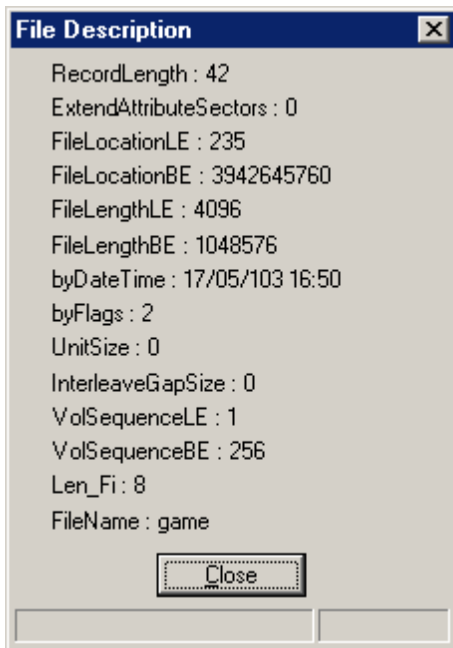 File Description
RecordLength : 42
ExtendAttributeSectors : 0
FileLocationLE : 235
FileLocationBE : 3942645760
FileLengthLE : 4096
FileLengthBE : 1048576
byDateTime : 17/05/103 16:50
byFlags : 2
UnitSize : 0
InterleaveGapSize : 0
VolSequenceLE : 1
VolSequenceBE : 256
Len_Fi : 8
FileName : game
Close